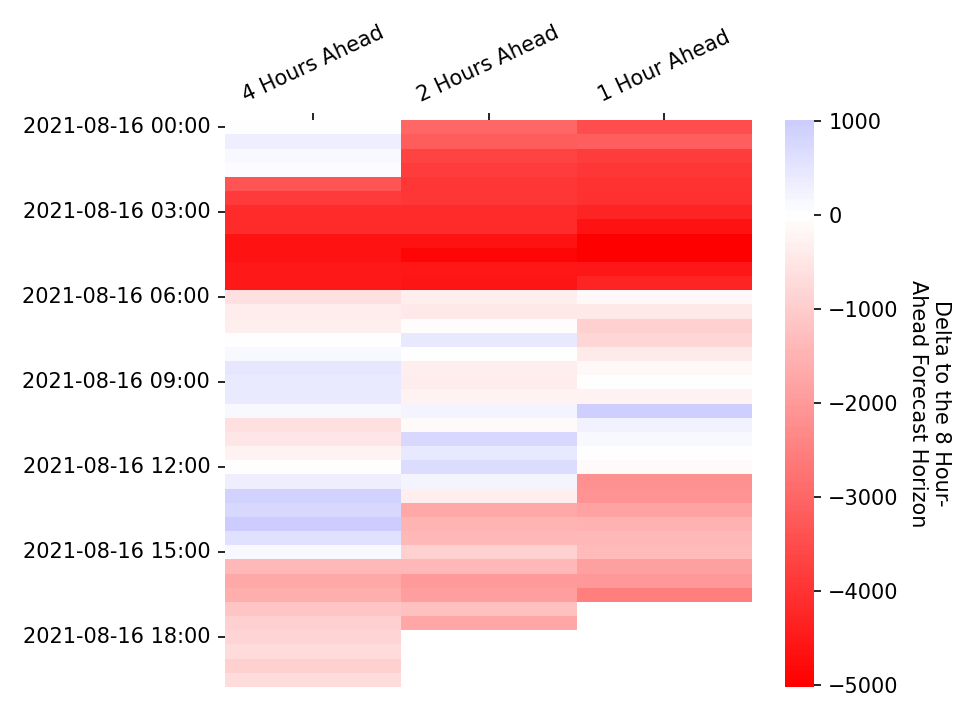 4 Hours Ahead
2 Hours Ahead
1 Hour Ahead
2021-08-16 00:00
2021-08-16 03:00
2021-08-16 06:00
2021-08-16 09:00
2021-08-16 12:00
2021-08-16 15:00
2021-08-16 18:00
1000
0
−1000
−2000
−3000
−4000
−5000
Delta to the 8 Hour-
Ahead Forecast Horizon